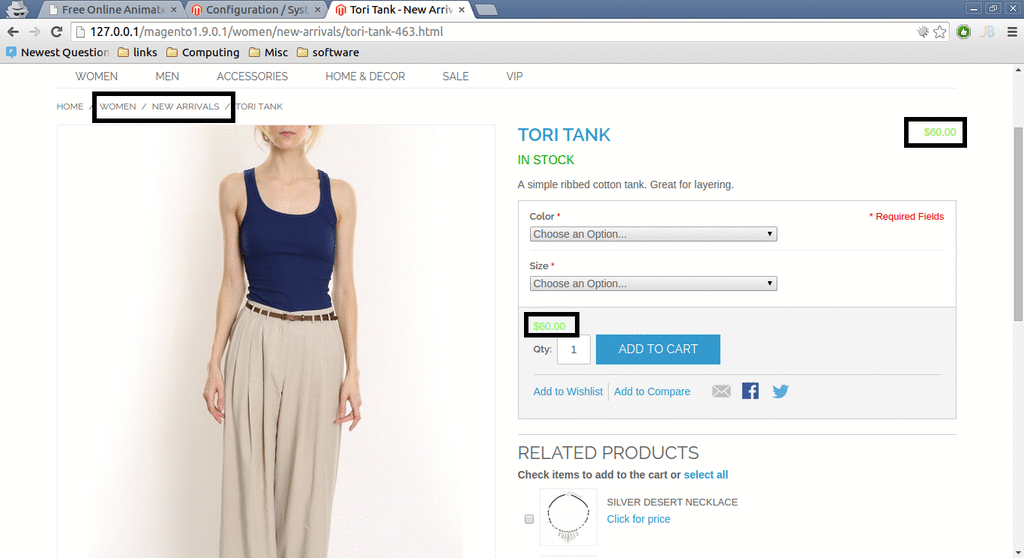 Free Online Animate
Configuration / Syst
Tori Tank - New Arriv
127.0.0.1/magento1.9.0.1/women/new-arrivals/tori-tank-463.html
Newest Question
links
Computing
Misc
software
WOMEN MEN ACCESSORIES HOME & DECOR SALE VIP
HOME / WOMEN / NEW ARRIVALS / TORI TANK
TORI TANK $60.00
IN STOCK
A simple ribbed cotton tank. Great for layering.
Color * * Required Fields
Choose an Option...
Size *
Choose an Option...
$60.00
Qty: 1 ADD TO CART
Add to Wishlist Add to Compare
RELATED PRODUCTS
Check items to add to the cart or select all
SILVER DESERT NECKLACE
Click for price